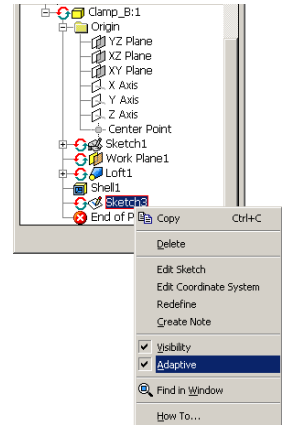 Clamp_B:1
Origin
YZ Plane
XZ Plane
XY Plane
X Axis
Y Axis
Z Axis
Center Point
Sketch1
Work Plane1
Loft1
Shell1
Sketch3
End of P
Copy Ctrl+C
Delete
Edit Sketch
Edit Coordinate System
Redefine
Create Note
Visibility
Adaptive
Find in Window
How To...